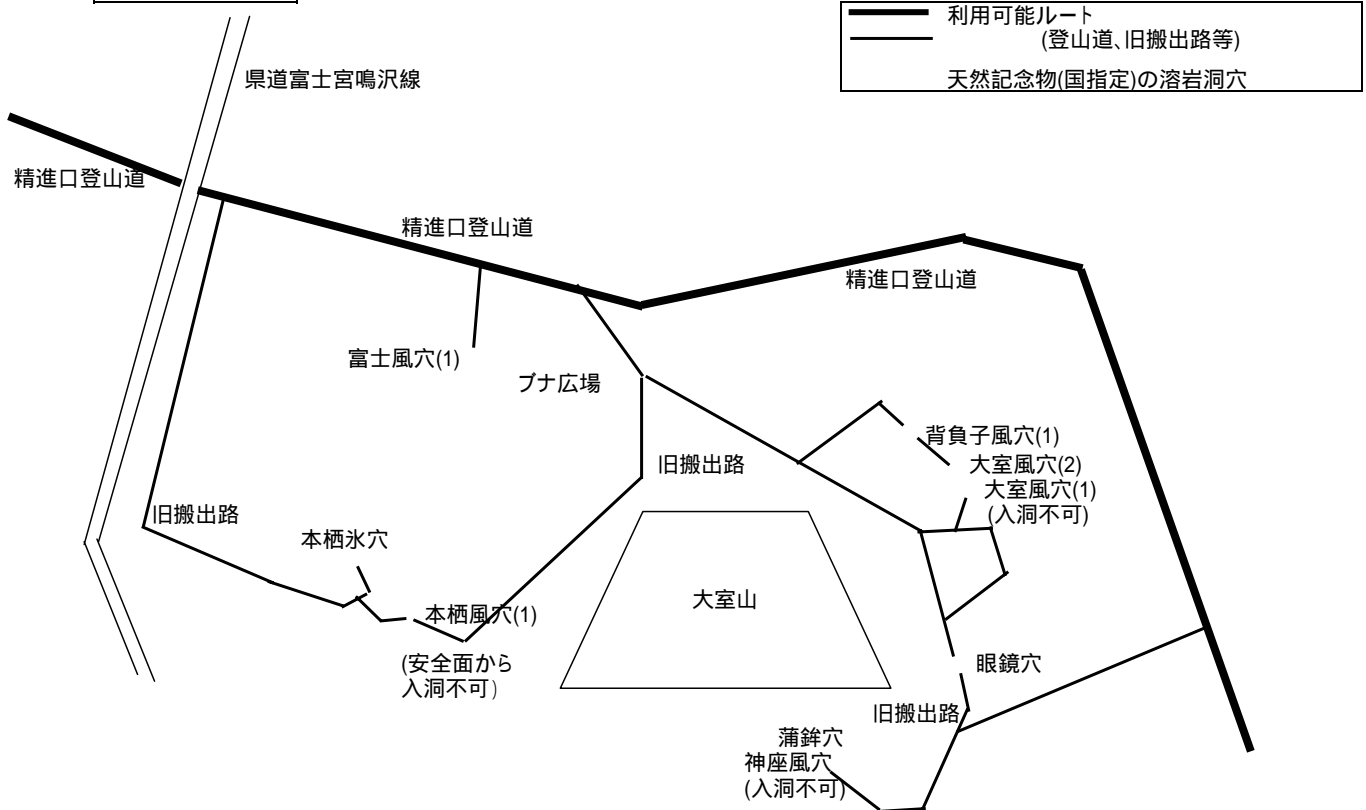 利用可能ルート
(登山道、旧搬出路等)
天然記念物(国指定)の溶岩洞穴
県道富士宮鳴沢線
精進口登山道
精進口登山道
精進口登山道
富士風穴(1)
ブナ広場
背負子風穴(1)
大室風穴(2)
大室風穴(1)
(入洞不可)
旧搬出路
旧搬出路
本栖氷穴
本栖風穴(1)
(安全面から
入洞不可)
大室山
眼鏡穴
旧搬出路
蒲鉾穴
神座風穴
(入洞不可)